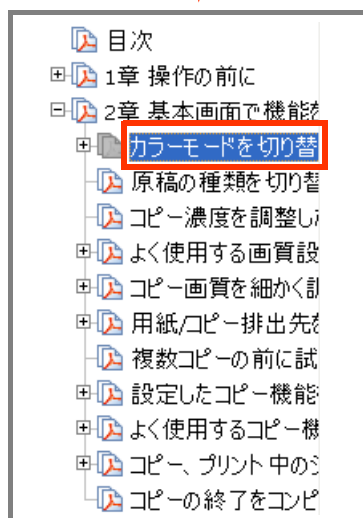 目次
1章 操作の前に
2章 基本画面で機能
カラーモードを切り替
原稿の種類を切り替
コピー濃度を調整し
よく使用する画質設
コピー画質を細かく
用紙/コピー排出先
複数コピーの前に試
設定したコピー機能
よく使用するコピー機
コピー、プリント中の
コピーの終了をコンピ